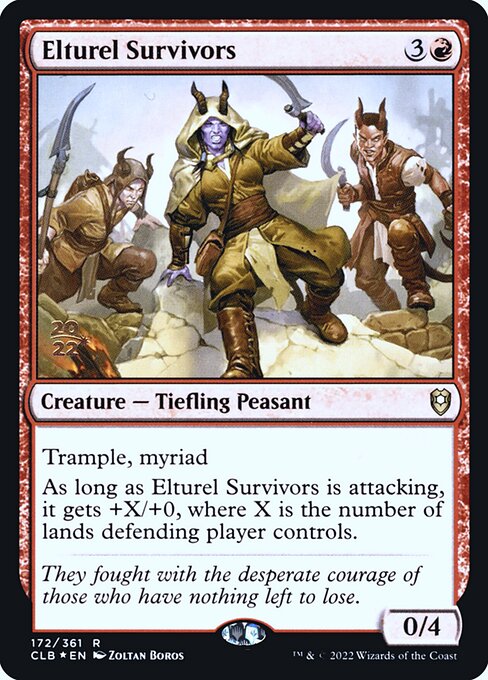 Elturel Survivors 3
20
22
Creature — Tiefling Peasant
Trample, myriad
As long as Elturel Survivors is attacking,
it gets +X/+0, where X is the number of
lands defending player controls.
They fought with the desperate courage of
those who have nothing left to lose.
0/4
172/361 R
CLB ★ EN Zoltan Boros
™ & © 2022 Wizards of the Coast